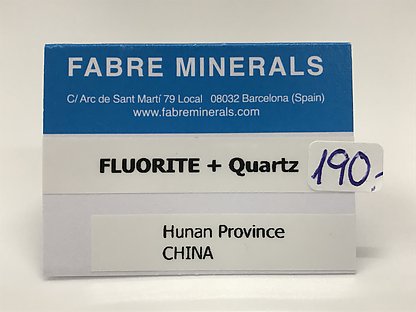 FABRE MINERALS
C/ Arc de Sant Martí 79 Local 08032 Barcelona (Spain)
www.fabreminerals.com
FLUORITE + Quartz
190.-
Hunan Province
CHINA